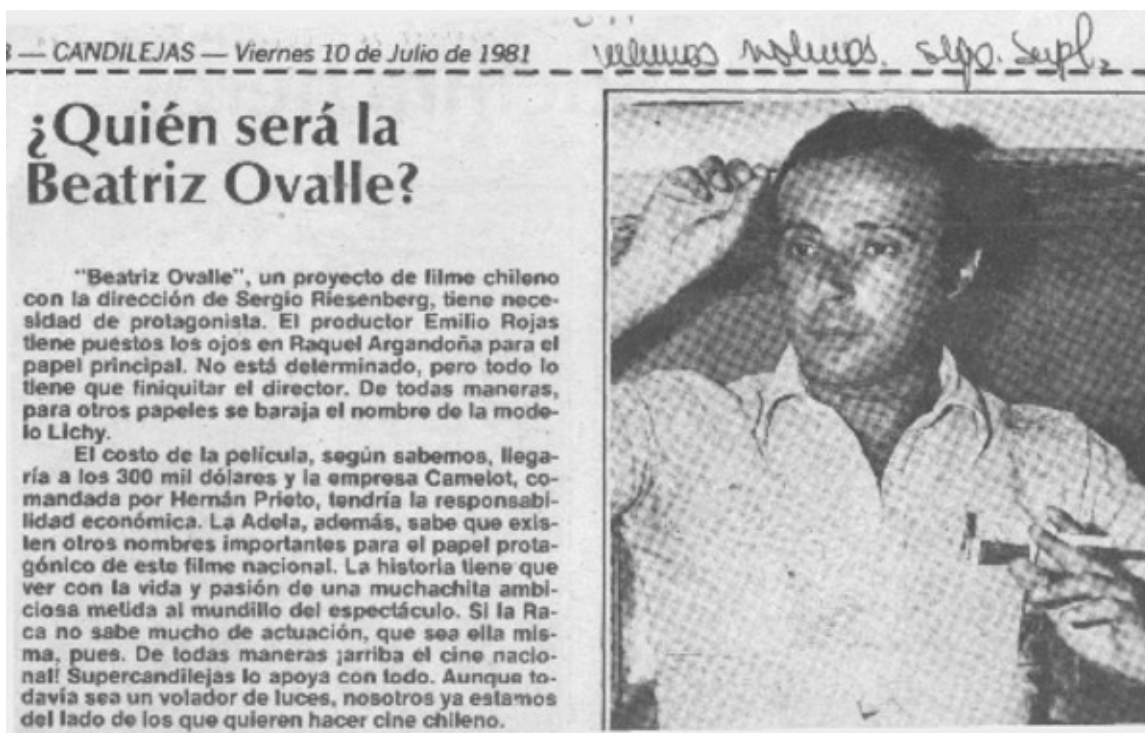 — CANDILEJAS — Viernes 10 de Julio de 1981
¿Quién será la
Beatriz Ovalle?
"Beatriz Ovalle", un proyecto de filme chileno
con la dirección de Sergio Riesenberg, tiene nece-
sidad de protagonista. El productor Emilio Rojas
tiene puestos los ojos en Raquel Argandoña para el
papel principal. No está determinado, pero todo lo
tiene que finiquitar el director. De todas maneras,
para otros papeles se baraja el nombre de la mode-
lo Lichy.
El costo de la película, según sabemos, llega-
ría a los 300 mil dólares y la empresa Camelot, co-
mandada por Hernán Prieto, tendría la responsabi-
lidad económica. La Adela, además, sabe que exis-
ten otros nombres importantes para el papel prota-
gónico de este filme nacional. La historia tiene que
ver con la vida y pasión de una muchachita ambi-
ciosa metida al mundillo del espectáculo. Si la Ra-
ca no sabe mucho de actuación, que sea ella mis-
ma, pues. De todas maneras ¡arriba el cine nacio-
nal! Supercandilejas lo apoya con todo. Aunque to-
davía sea un volador de luces, nosotros ya estamos
del lado de los que quieren hacer cine chileno.